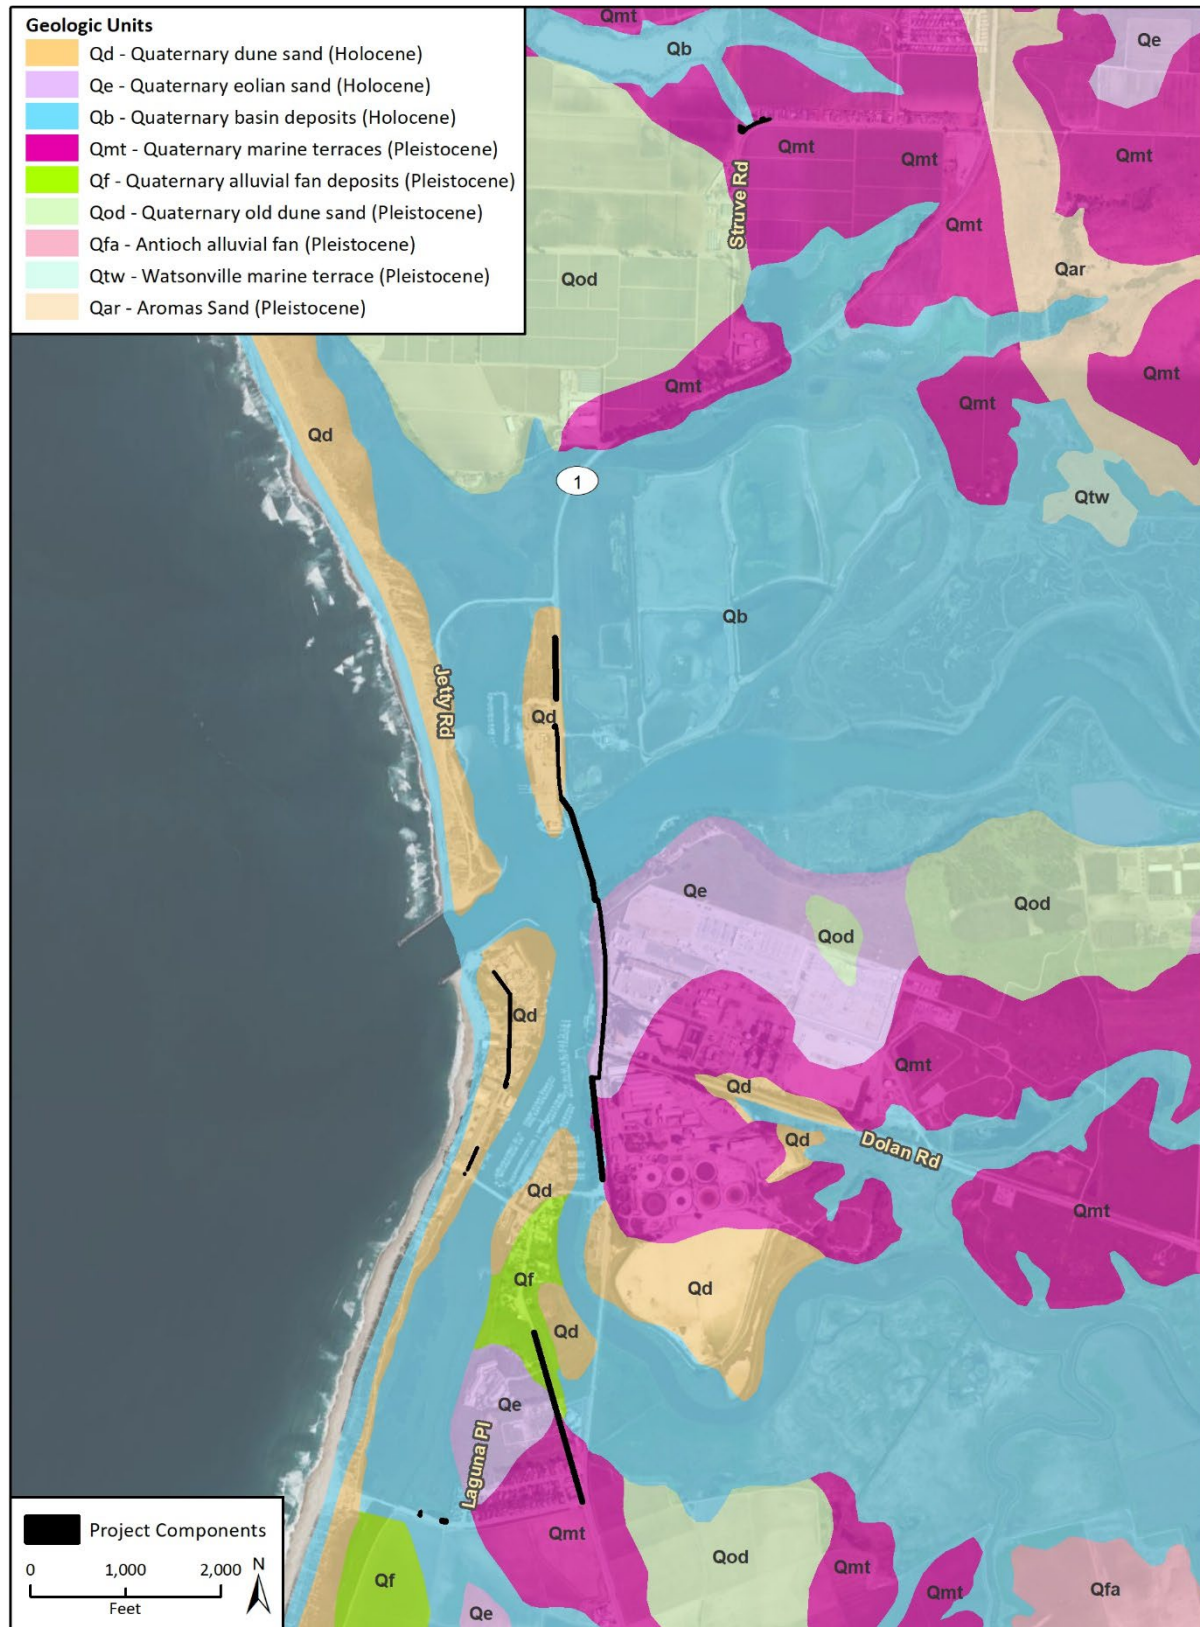 Geologic Units
Qd - Quaternary dune sand (Holocene)
Qe - Quaternary eolian sand (Holocene)
Qb - Quaternary basin deposits (Holocene)
Qmt - Quaternary marine terraces (Pleistocene)
Qf - Quaternary alluvial fan deposits (Pleistocene)
Qod - Quaternary old dune sand (Pleistocene)
Qfa - Antioch alluvial fan (Pleistocene)
Qtw - Watsonville marine terrace (Pleistocene)
Qar - Aromas Sand (Pleistocene)
Qmt
Qb
Qe
Qmt
Qmt
Qmt
Struve Rd
Qmt
Qar
Qod
Qmt
Qmt
Qmt
Qd
1
Qtw
Qb
Jetty Rd
Qd
Qe
Qod
Qod
Qd
Qmt
Qd
Qd
Dolan Rd
Qd
Qmt
Qf
Qd
Qd
Qe
Laguna Pl
Qmt
Qod
Qmt
Qmt
Qfa
Qf
Qe
Project Components
0 1,000 2,000
Feet
N